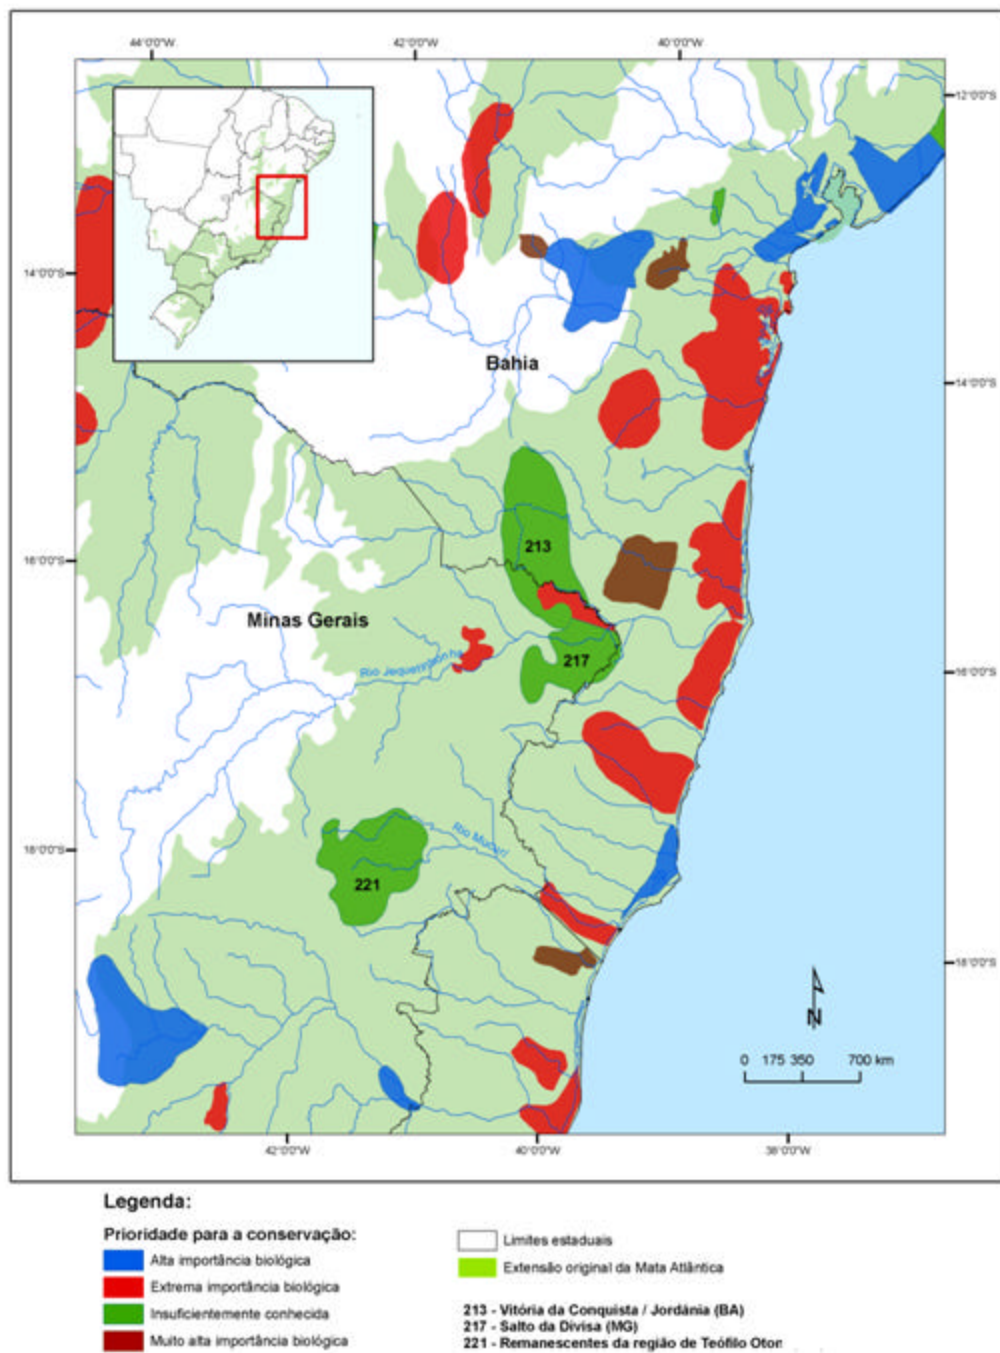 44°0'0"W 42°0'0"W 40°0'0"W
12°0'0"S
14°0'0"S
Bahia
14°0'0"S
213
16°0'0"S
Minas Gerais
217
Rio Jequetinhonha
16°0'0"S
Rio Mucuri
18°0'0"S
221
18°0'0"S
N
0 175 350 700 km
42°0'0"W 40°0'0"W 38°0'0"W
Legenda:
Prioridade para a conservação:
Alta importância biológica
Extrema importância biológica
Insuficientemente conhecida
Muito alta importância biológica
Limites estaduais
Extensão original da Mata Atlântica
213 - Vitória da Conquista / Jordânia (BA)
217 - Salto da Divisa (MG)
221 - Remanescentes da região de Teófilo Oton